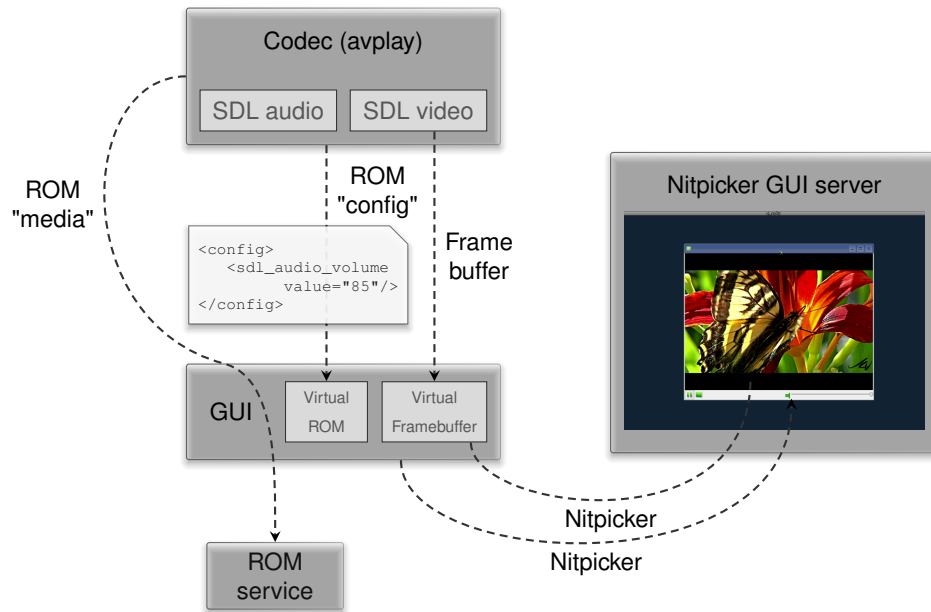 Codec (avplay)
SDL audio
SDL video
ROM
"media"
ROM
"config"
<config>
   <sdl_audio_volume
         value="85"/>
</config>
Frame
buffer
Nitpicker GUI server
GUI
Virtual
ROM
Virtual
Framebuffer
Nitpicker
Nitpicker
ROM
service